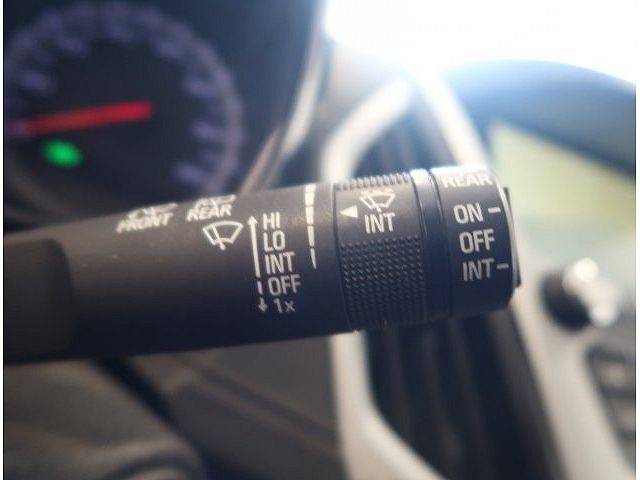 FRONT
REAR
HI
LO
INT
OFF
1x
INT
REAR
ON
OFF
INT